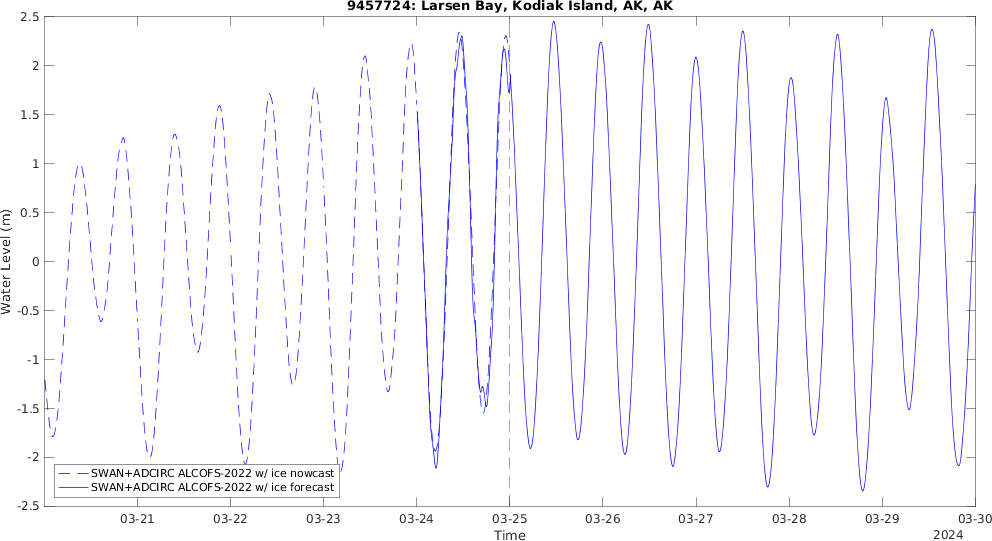 9457724: Larsen Bay, Kodiak Island, AK, AK
2.5
2
1.5
1
0.5
0
-0.5
-1
-1.5
-2
-2.5
Water Level (m)
SWAN+ADCIRC ALCOFS-2022 w/ ice nowcast
SWAN+ADCIRC ALCOFS-2022 w/ ice forecast
03-21 03-22 03-23 03-24 03-25 03-26 03-27 03-28 03-29 03-30
Time
2024